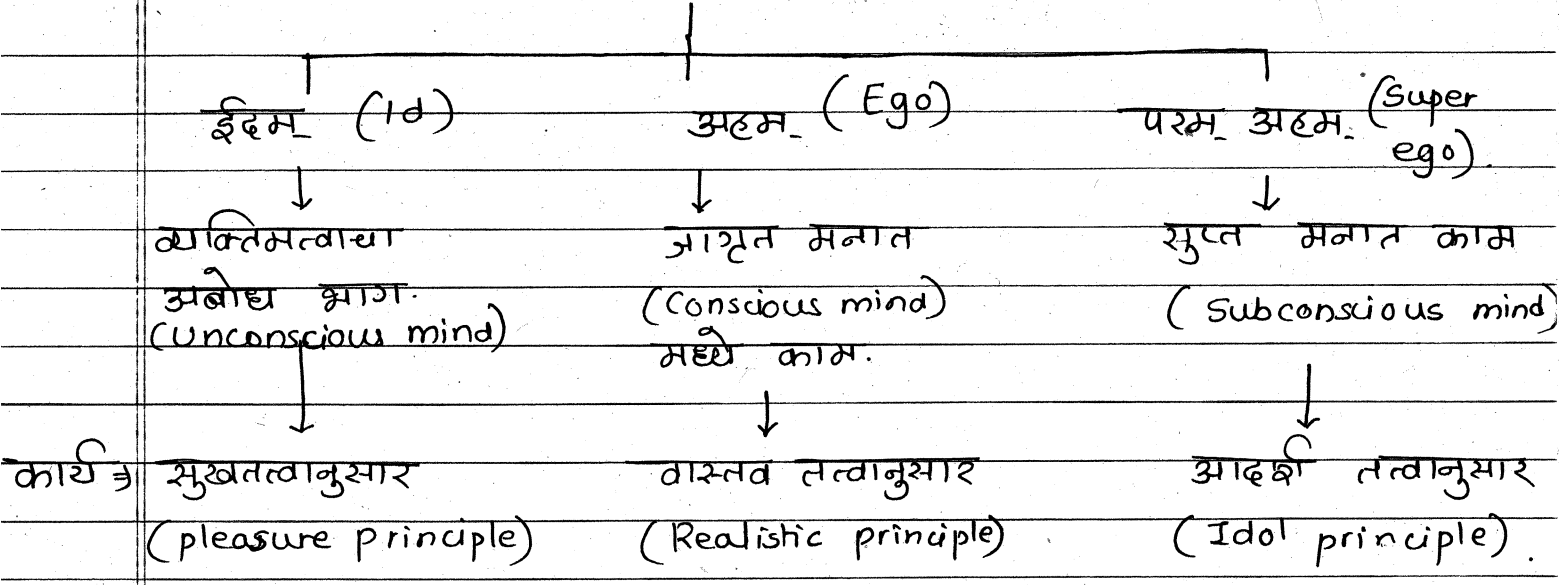 ईदम् (Id) अहम् (Ego) परम् अहम् (Super
ego).
व्यक्तिमत्वाचा जागृत मनात सुप्त मनात काम
अबोध भाग. (Conscious mind) (Subconscious mind)
(Unconscious mind) मध्ये काम.
कार्य ⇒ सुखतत्वानुसार वास्तव तत्वानुसार आदर्श तत्वानुसार
(pleasure principle) (Realistic principle) (Idol principle).